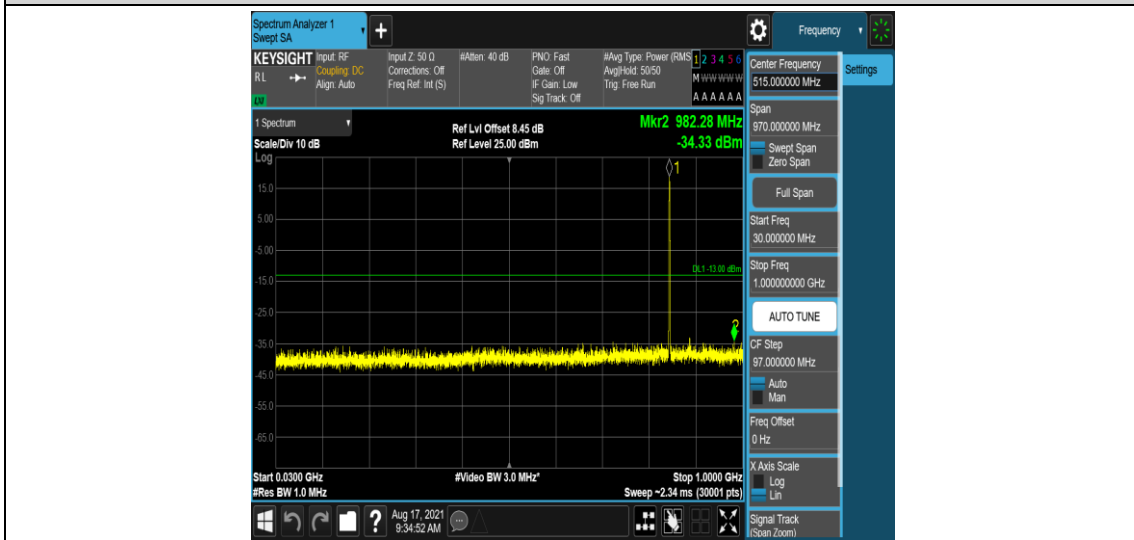 Spectrum Analyzer 1
Swept SA
+
Frequency
KEYSIGHT
RL
LXI
Input: RF
Coupling: DC
Align: Auto
Input Z: 50 Ω
Corrections: Off
Freq Ref: Int (S)
#Atten: 40 dB
PNO: Fast
Gate: Off
IF Gain: Low
Sig Track: Off
#Avg Type: Power (RMS
Avg|Hold: 50/50
Trig: Free Run
1 2 3 4 5 6
M W W W W W
A A A A A A
1 Spectrum
Scale/Div 10 dB
Ref Lvl Offset 8.45 dB
Ref Level 25.00 dBm
Mkr2 982.28 MHz
-34.33 dBm
Log
1
15.0
5.00
-5.00
DL1 -13.00 dBm
-15.0
-25.0
2
-35.0
-45.0
-55.0
-65.0
Start 0.0300 GHz
#Res BW 1.0 MHz
#Video BW 3.0 MHz*
Stop 1.0000 GHz
Sweep ~2.34 ms (30001 pts)
Center Frequency
515.000000 MHz
Settings
Span
970.000000 MHz
Swept Span
Zero Span
Full Span
Start Freq
30.000000 MHz
Stop Freq
1.000000000 GHz
AUTO TUNE
CF Step
97.000000 MHz
Auto
Man
Freq Offset
0 Hz
X Axis Scale
Log
Lin
Signal Track
(Span Zoom)
?
Aug 17, 2021
9:34:52 AM